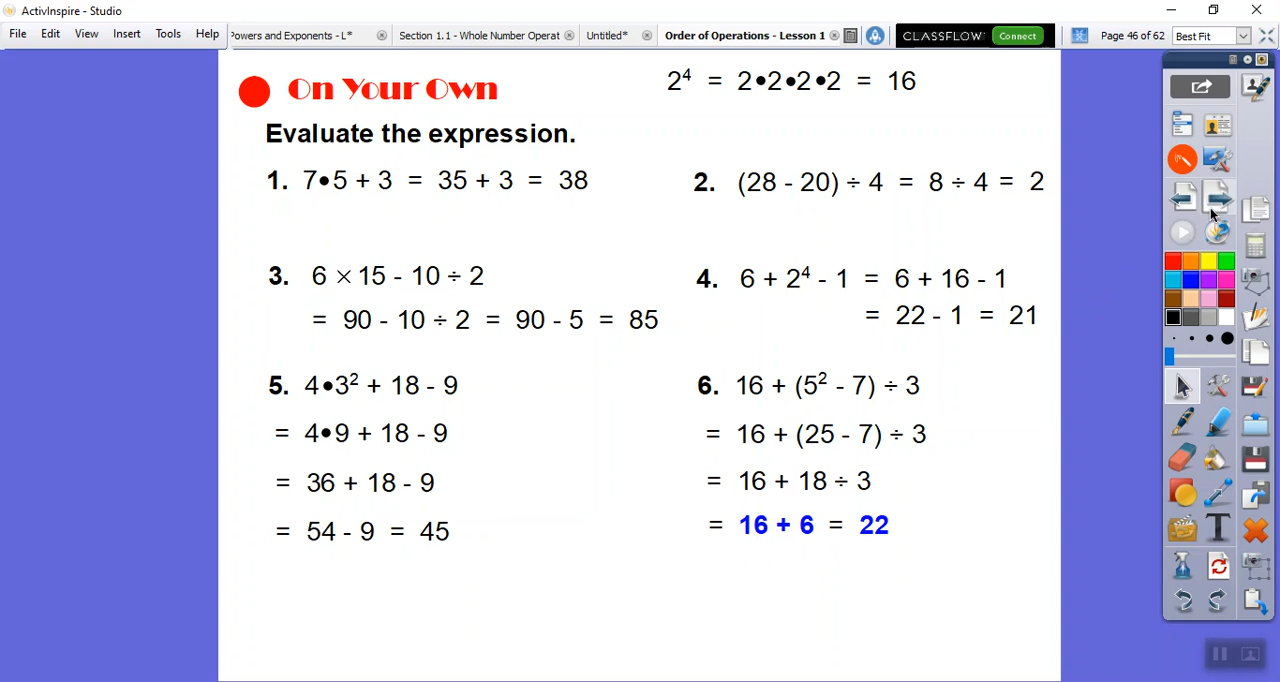 ActivInspire - Studio
File Edit View Insert Tools Help
Powers and Exponents - L* Section 1.1 - Whole Number Operat Untitled* Order of Operations - Lesson 1 CLASSFLOW Connect Page 46 of 62 Best Fit
On Your Own
2⁴ = 2•2•2•2 = 16
Evaluate the expression.
1. 7•5 + 3 = 35 + 3 = 38
2. (28 - 20) ÷ 4 = 8 ÷ 4 = 2
3. 6 × 15 - 10 ÷ 2
= 90 - 10 ÷ 2 = 90 - 5 = 85
4. 6 + 2⁴ - 1 = 6 + 16 - 1
= 22 - 1 = 21
5. 4•3² + 18 - 9
= 4•9 + 18 - 9
= 36 + 18 - 9
= 54 - 9 = 45
6. 16 + (5² - 7) ÷ 3
= 16 + (25 - 7) ÷ 3
= 16 + 18 ÷ 3
= 16 + 6 = 22